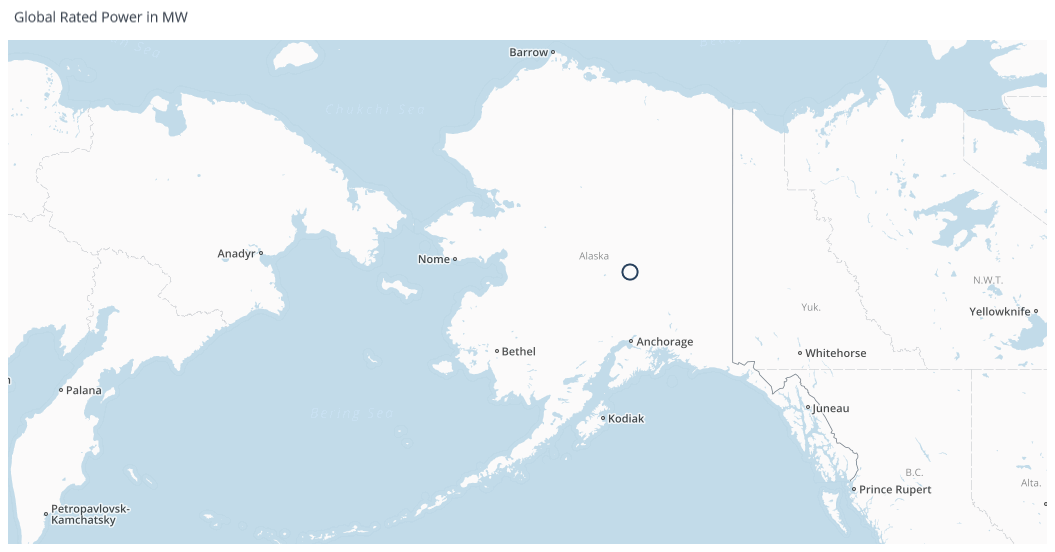 Global Rated Power in MW
Barrow
Chukchi Sea
Anadyr
Nome
Alaska
N.W.T.
Yuk.
Yellowknife
Anchorage
Bethel
Whitehorse
Palana
Juneau
Bering Sea
Kodiak
B.C.
Alta.
Prince Rupert
Petropavlovsk-
Kamchatsky